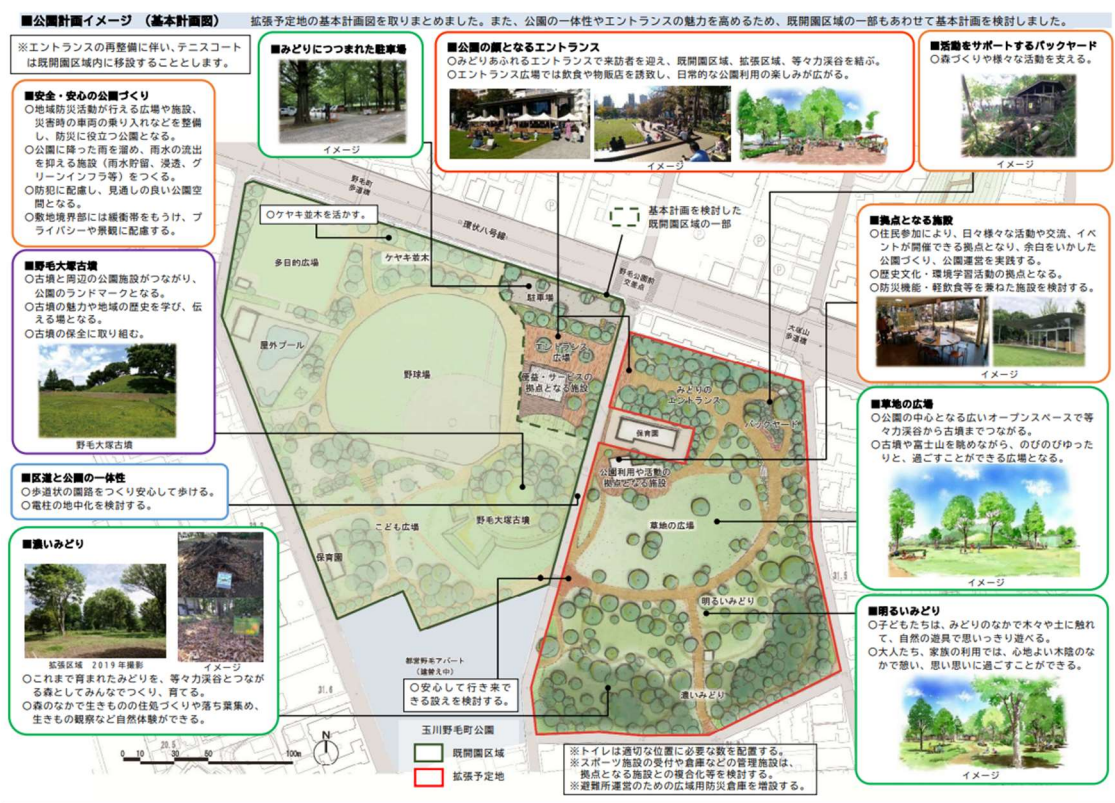 ■公園計画イメージ （基本計画図）
拡張予定地の基本計画図を取りまとめました。また、公園の一体性やエントランスの魅力を高めるため、既開園区域の一部もあわせて基本計画を検討しました。
※エントランスの再整備に伴い、テニスコート
は既開園区域内に移設することとします。
■安全・安心の公園づくり
○地域防災活動が行える広場や施設、
災害時の車両の乗り入れなどを整備
し、防災に役立つ公園となる。
○公園に降った雨を溜め、雨水の流出
を抑える施設（雨水貯留、浸透、グ
リーンインフラ等）をつくる。
○防犯に配慮し、見通しの良い公園空
間となる。
○敷地境界部には緩衝帯をもうけ、プ
ライバシーや景観に配慮する。
■野毛大塚古墳
○古墳と周辺の公園施設がつながり、
公園のランドマークとなる。
○古墳の魅力や地域の歴史を学び、伝
える場となる。
○古墳の保全に取り組む。
野毛大塚古墳
■区道と公園の一体性
○歩道状の園路をつくり安心して歩ける。
○電柱の地中化を検討する。
■濃いみどり
拡張区域 2019年撮影
イメージ
○これまで育まれたみどりを、等々力渓谷とつなが
る森としてみんなでつくり、育てる。
○森のなかで生きものの住処づくりや落ち葉集め、
生きもの観察など自然体験ができる。
■みどりにつつまれた駐車場
イメージ
■公園の顔となるエントランス
○みどりあふれるエントランスで来訪者を迎え、既開園区域、拡張区域、等々力渓谷を結ぶ。
○エントランス広場では飲食や物販店を誘致し、日常的な公園利用の楽しみが広がる。
イメージ
■活動をサポートするバックヤード
○森づくりや様々な活動を支える。
イメージ
■拠点となる施設
○住民参加により、日々様々な活動や交流、イベ
ントが開催できる拠点となり、余白をいかした
公園づくり、公園運営を実践する。
○歴史文化・環境学習活動の拠点となる。
○防災機能・軽飲食等を兼ねた施設を検討する。
イメージ
■草地の広場
○公園の中心となる広いオープンスペースで等
々力渓谷から古墳までつながる。
○古墳や富士山を眺めながら、のびのびゆった
りと、過ごすことができる広場となる。
イメージ
■明るいみどり
○子どもたちは、みどりのなかで木々や土に触れ
て、自然の遊具で思いっきり遊べる。
○大人たち、家族の利用では、心地よい木陰のな
かで憩い、思い思いに過ごすことができる。
イメージ
野毛町
歩道橋
環状八号線
基本計画を検討した
既開園区域の一部
○ケヤキ並木を活かす。
ケヤキ並木
多目的広場
野毛公園前
交差点
駐車場
大塚山
歩道橋
屋外プール
野球場
エントランス
広場
便益・サービスの
拠点となる施設
みどりの
エントランス
バックヤード
保育園
公園利用や活動の
拠点となる施設
草地の広場
こども広場
野毛大塚古墳
保育園
明るいみどり
濃いみどり
31.5
31.6
20.5
都営野毛アパート
（建替え中）
○安心して行き来で
きる設えを検討する。
玉川野毛町公園
既開園区域
拡張予定地
0 10 30 50 100m
N
※トイレは適切な位置に必要な数を配置する。
※スポーツ施設の受付や倉庫などの管理施設は、
拠点となる施設との複合化等を検討する。
※避難所運営のための広域用防災倉庫を増設する。